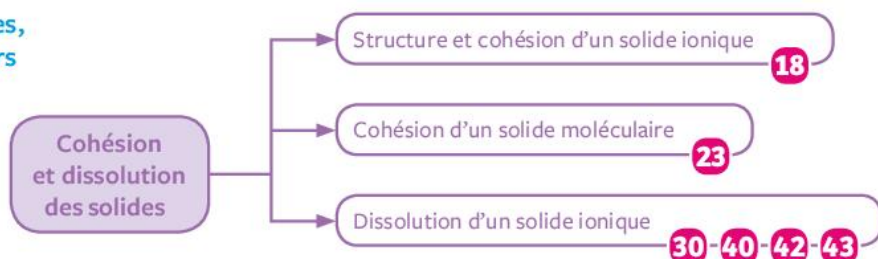 es,
rs
Structure et cohésion d'un solide ionique
18
Cohésion d'un solide moléculaire
23
Cohésion
et dissolution
des solides
Dissolution d'un solide ionique
30-40-42-43